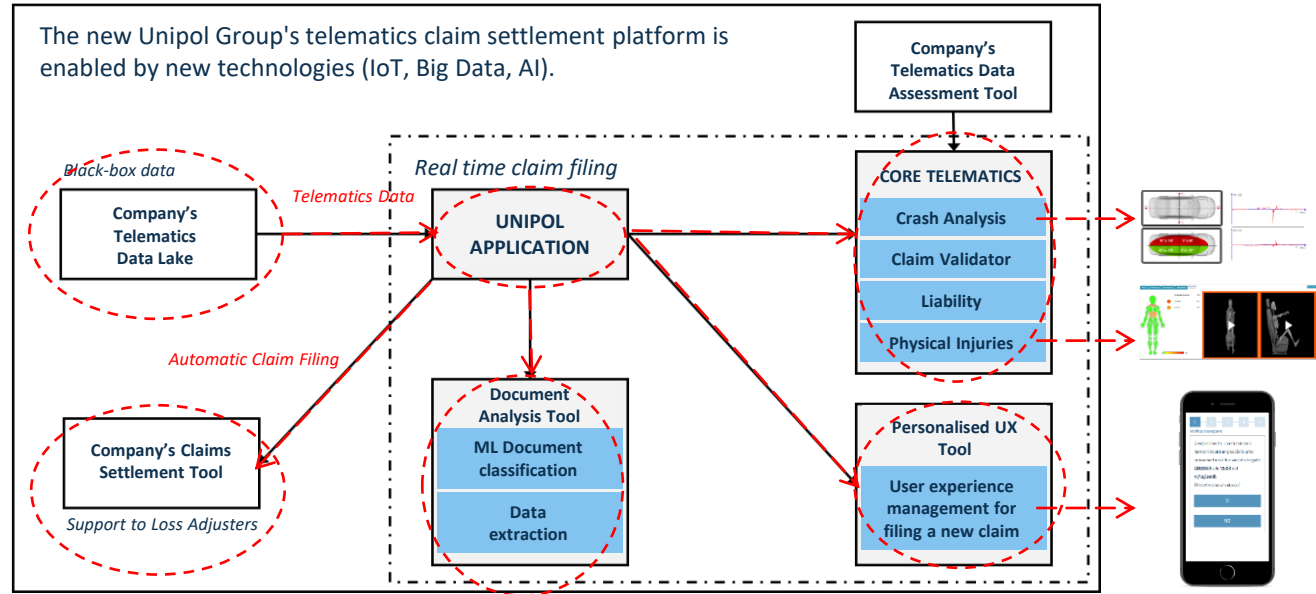 The new Unipol Group's telematics claim settlement platform is
enabled by new technologies (IoT, Big Data, AI).
Company's
Telematics Data
Assessment Tool
Black-box data
Company's
Telematics
Data Lake
Telematics Data
Real time claim filing
UNIPOL
APPLICATION
CORE TELEMATICS
Crash Analysis
Claim Validator
Liability
Physical Injuries
Automatic Claim Filing
Company's Claims
Settlement Tool
Support to Loss Adjusters
Document
Analysis Tool
ML Document
classification
Data
extraction
Personalised UX
Tool
User experience
management for
filing a new claim
NO